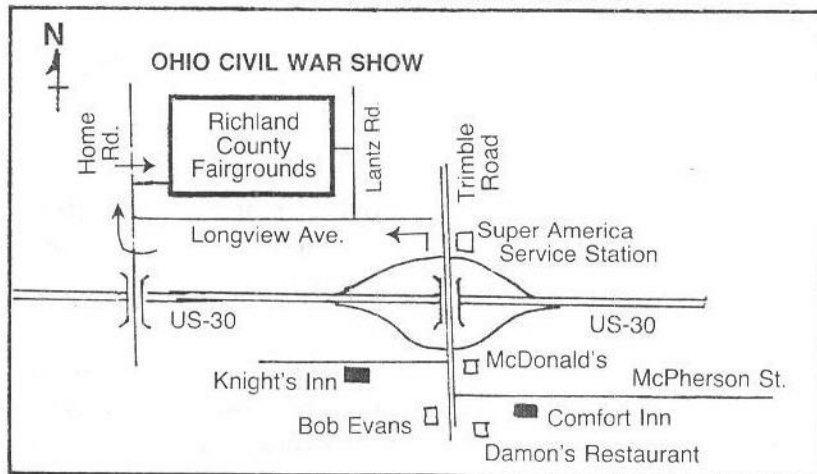 N
OHIO CIVIL WAR SHOW
Home
Rd.
Richland
County
Fairgrounds
Lantz Rd.
Trimble
Road
Longview Ave.
Super America
Service Station
US-30
US-30
Knight's Inn
McDonald's
McPherson St.
Bob Evans
Comfort Inn
Damon's Restaurant